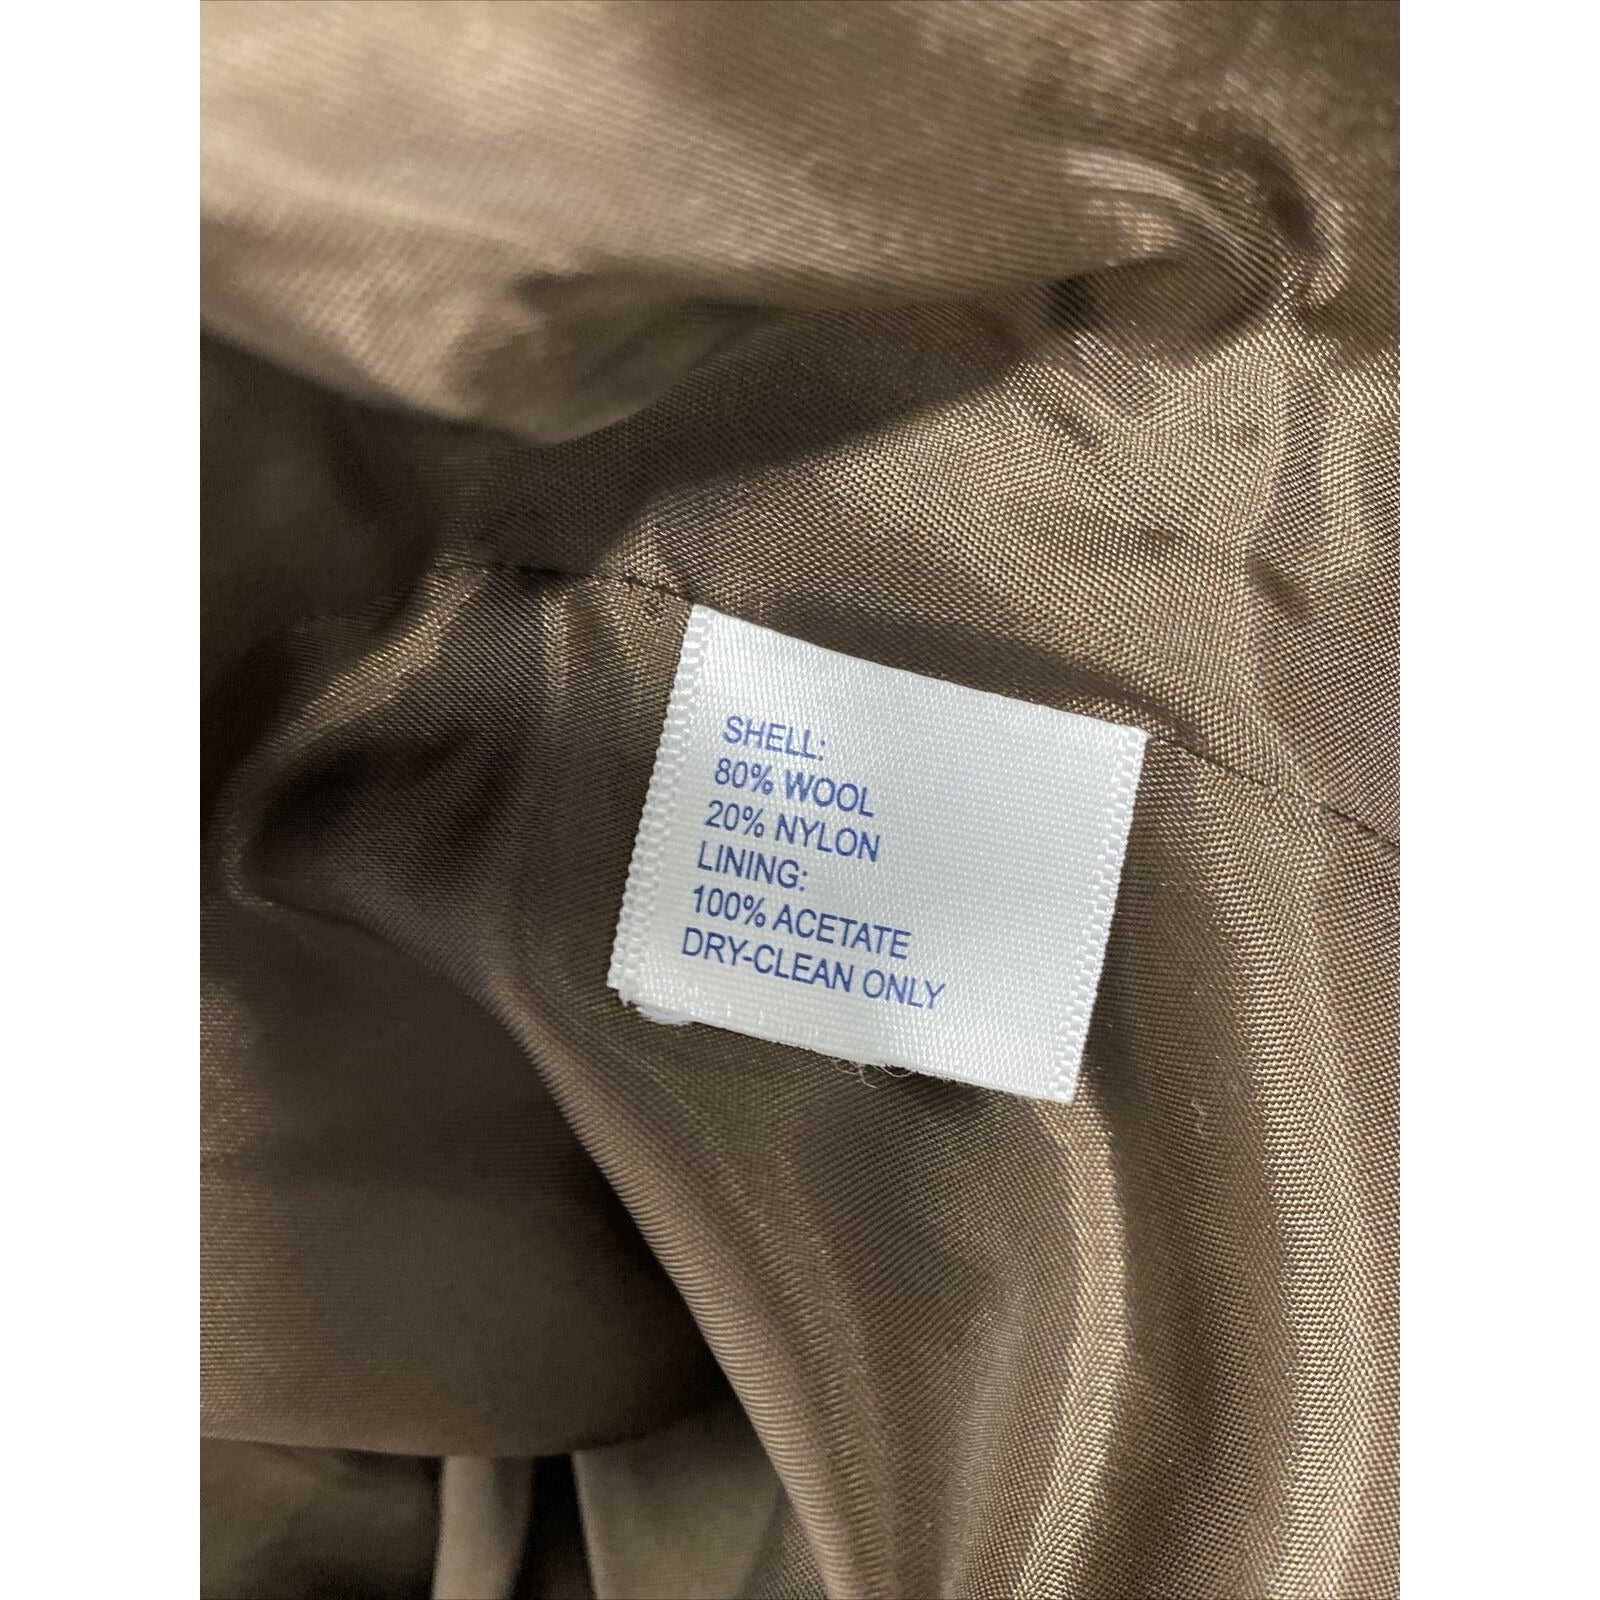 SHELL:
80% WOOL
20% NYLON
LINING:
100% ACETATE
DRY-CLEAN ONLY